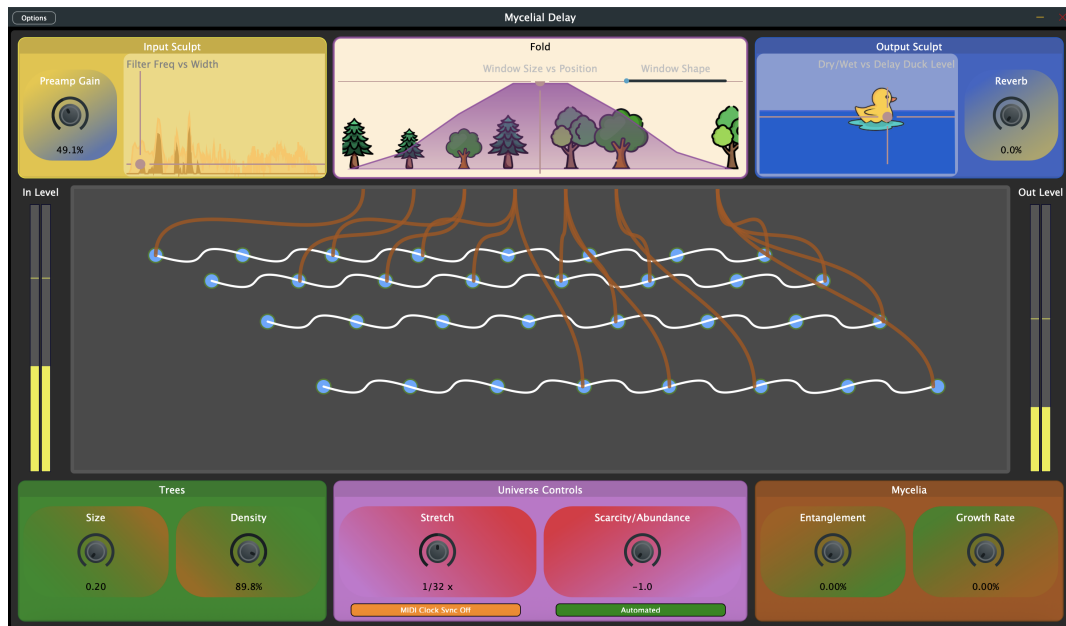 Options
Mycelial Delay
Input Sculpt
Filter Freq vs Width
Preamp Gain
49.1%
Fold
Window Size vs Position
Window Shape
Output Sculpt
Dry/Wet vs Delay Duck Level
Reverb
0.0%
In Level
Out Level
Trees
Size
0.20
Density
89.8%
Universe Controls
Stretch
1/32 x
MIDI Clock Sync Off
Scarcity/Abundance
-1.0
Automated
Mycelia
Entanglement
0.00%
Growth Rate
0.00%